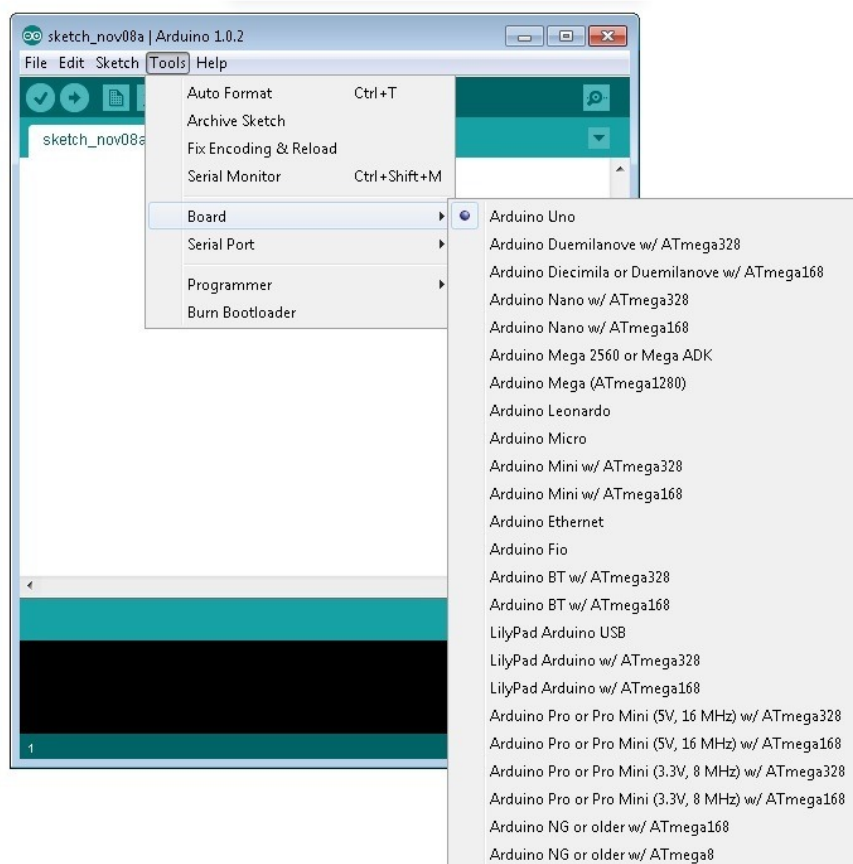 sketch_nov08a | Arduino 1.0.2
File Edit Sketch Tools Help
sketch_nov08a
Auto Format Ctrl+T
Archive Sketch
Fix Encoding & Reload
Serial Monitor Ctrl+Shift+M
Board
Serial Port
Programmer
Burn Bootloader
Arduino Uno
Arduino Duemilanove w/ ATmega328
Arduino Diecimila or Duemilanove w/ ATmega168
Arduino Nano w/ ATmega328
Arduino Nano w/ ATmega168
Arduino Mega 2560 or Mega ADK
Arduino Mega (ATmega1280)
Arduino Leonardo
Arduino Micro
Arduino Mini w/ ATmega328
Arduino Mini w/ ATmega168
Arduino Ethernet
Arduino Fio
Arduino BT w/ ATmega328
Arduino BT w/ ATmega168
LilyPad Arduino USB
LilyPad Arduino w/ ATmega328
LilyPad Arduino w/ ATmega168
Arduino Pro or Pro Mini (5V, 16 MHz) w/ ATmega328
Arduino Pro or Pro Mini (5V, 16 MHz) w/ ATmega168
Arduino Pro or Pro Mini (3.3V, 8 MHz) w/ ATmega328
Arduino Pro or Pro Mini (3.3V, 8 MHz) w/ ATmega168
Arduino NG or older w/ ATmega168
Arduino NG or older w/ ATmega8
1